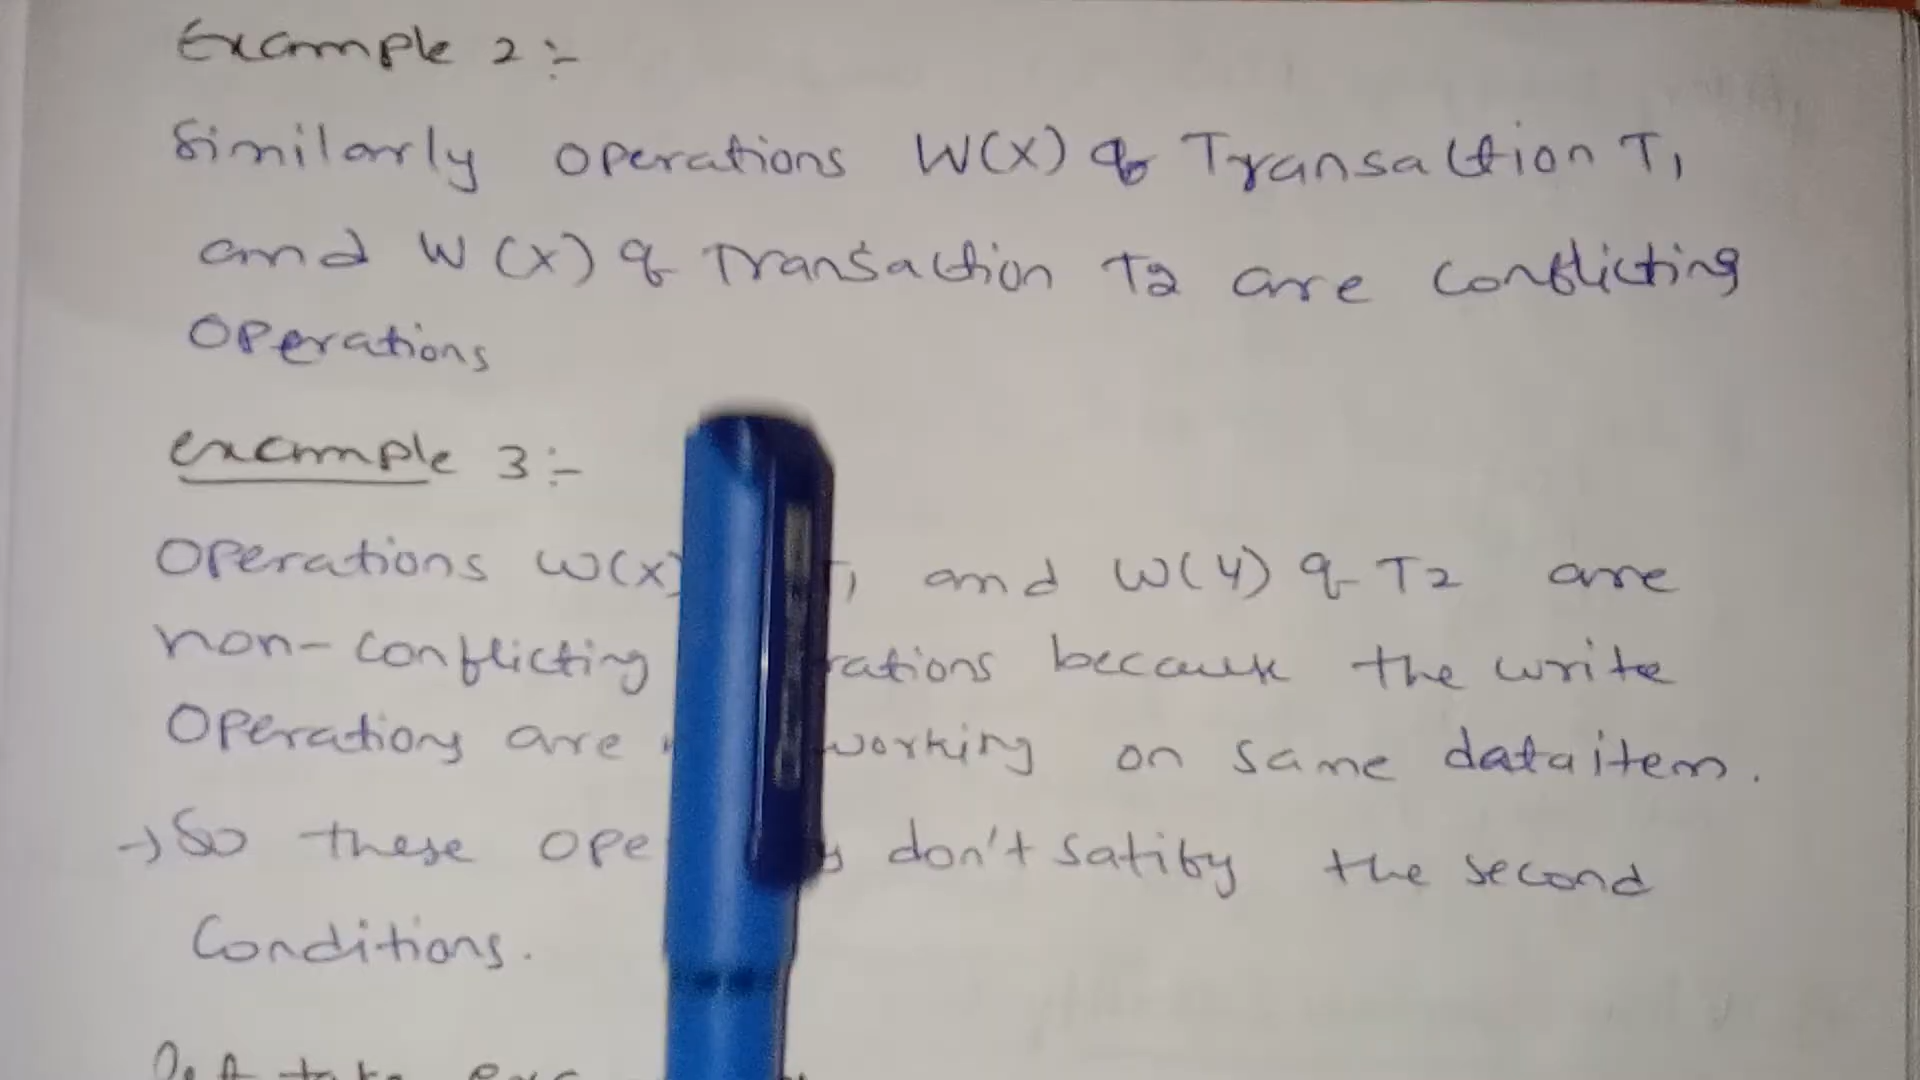 Example 2:-
Similarly operations W(X) of Transaction T1
and W(X) of Transaction T2 are conflicting
operations
example 3:-
Operations W(X) T1 and W(Y) of T2 are
non-conflicting rations because the write
Operations are working on same dataitem.
→ So these ope don't satify the second
Conditions.